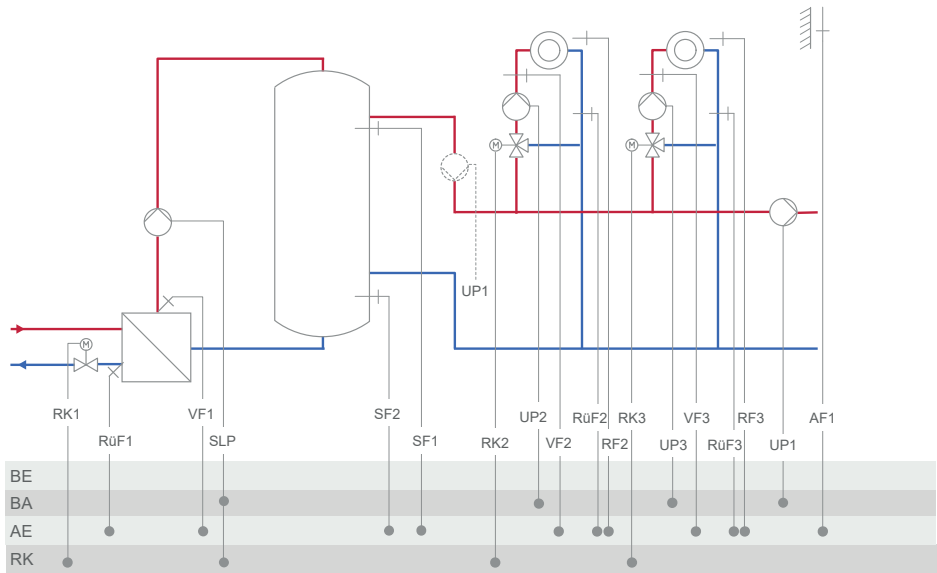 M
M
UP1
M
RK1
VF1
SF2
UP2
RüF2
RK3
VF3
RF3
AF1
RüF1
SLP
SF1
RK2
VF2
RF2
UP3
RüF3
UP1
BE
BA
AE
RK